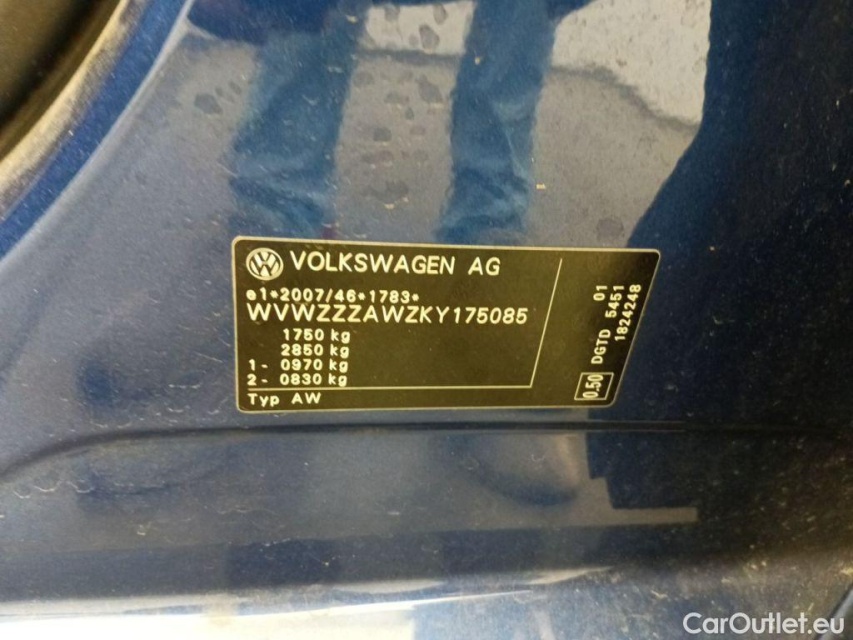 VOLKSWAGEN AG
e1*2007/46*1783*
WVWZZZAWZKY175085
1750 kg
2850 kg
1- 0970 kg
2- 0830 kg
Typ AW
01
DGTD 5451
1824248
0.50
CarOutlet.eu